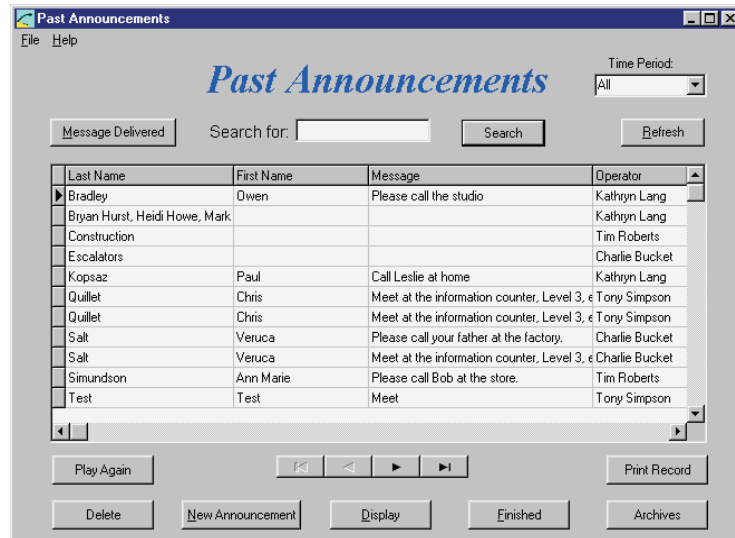 Past Announcements
File Help
Past Announcements
Time Period:
All
Message Delivered Search for: Search Refresh
Last Name First Name Message Operator
Bradley Owen Please call the studio Kathryn Lang
Bryan Hurst, Heidi Howe, Mark Kathryn Lang
Construction Tim Roberts
Escalators Charlie Bucket
Kopsaz Paul Call Leslie at home Kathryn Lang
Quillet Chris Meet at the information counter, Level 3, e Tony Simpson
Quillet Chris Meet at the information counter, Level 3, e Tony Simpson
Salt Veruca Please call your father at the factory. Charlie Bucket
Salt Veruca Meet at the information counter, Level 3, e Charlie Bucket
Simundson Ann Marie Please call Bob at the store. Tim Roberts
Test Test Meet Tony Simpson
Play Again Print Record
Delete New Announcement Display Finished Archives